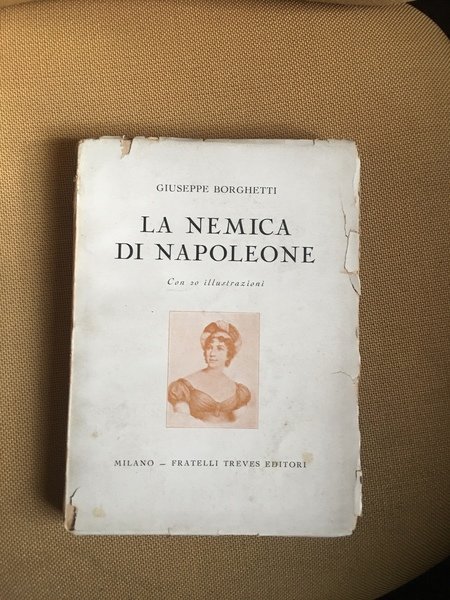 GIUSEPPE BORGHETTI
LA NEMICA
DI NAPOLEONE
Con 20 illustrazioni
MILANO – FRATELLI TREVES EDITORI